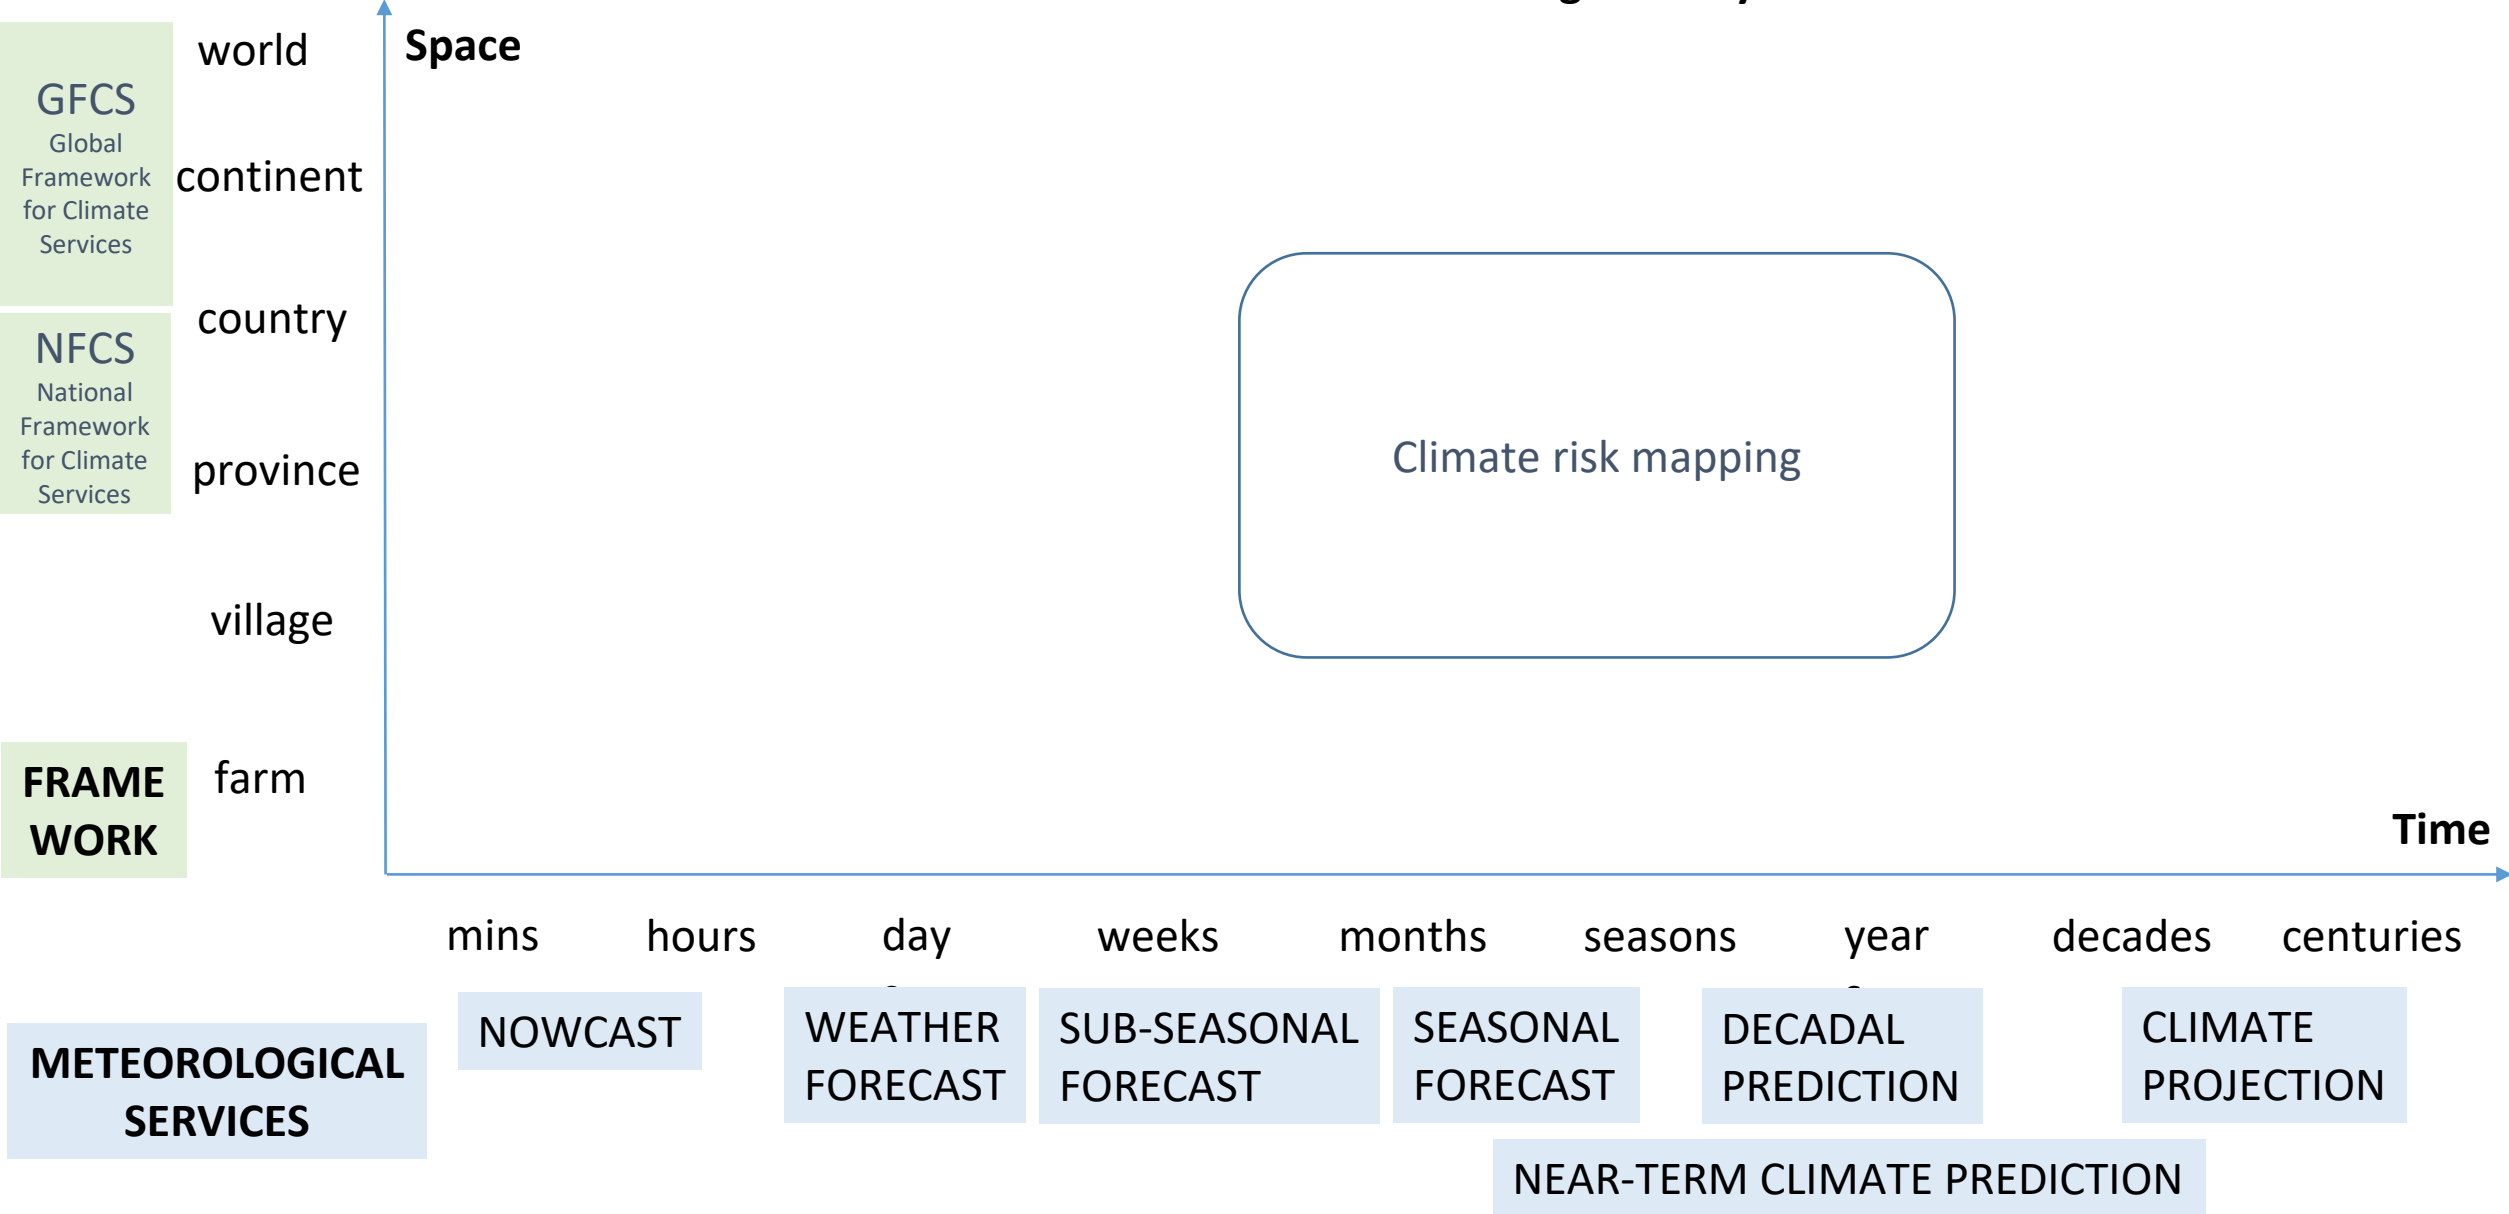 world
Space
GFCS
Global
Framework
for Climate
Services
continent
country
NFCS
National
Framework
for Climate
Services
province
Climate risk mapping
village
farm
FRAME
WORK
Time
mins
hours
day
weeks
months
seasons
year
decades
centuries
METEOROLOGICAL
SERVICES
NOWCAST
WEATHER
FORECAST
SUB-SEASONAL
FORECAST
SEASONAL
FORECAST
DECADAL
PREDICTION
CLIMATE
PROJECTION
NEAR-TERM CLIMATE PREDICTION